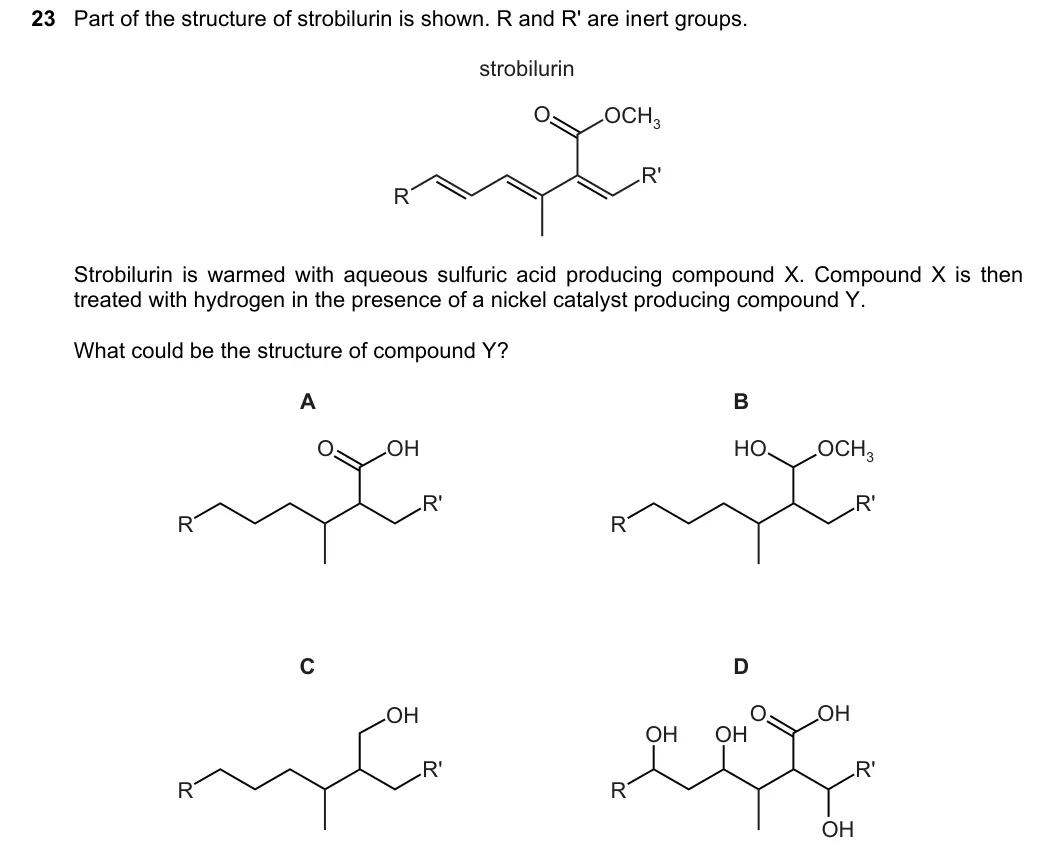 23 Part of the structure of strobilurin is shown. R and R' are inert groups.
strobilurin
O OCH3
R R'
Strobilurin is warmed with aqueous sulfuric acid producing compound X. Compound X is then
treated with hydrogen in the presence of a nickel catalyst producing compound Y.
What could be the structure of compound Y?
A B
O OH HO OCH3
R R' R R'
C D
OH OH OH O OH
R R' R R'
OH